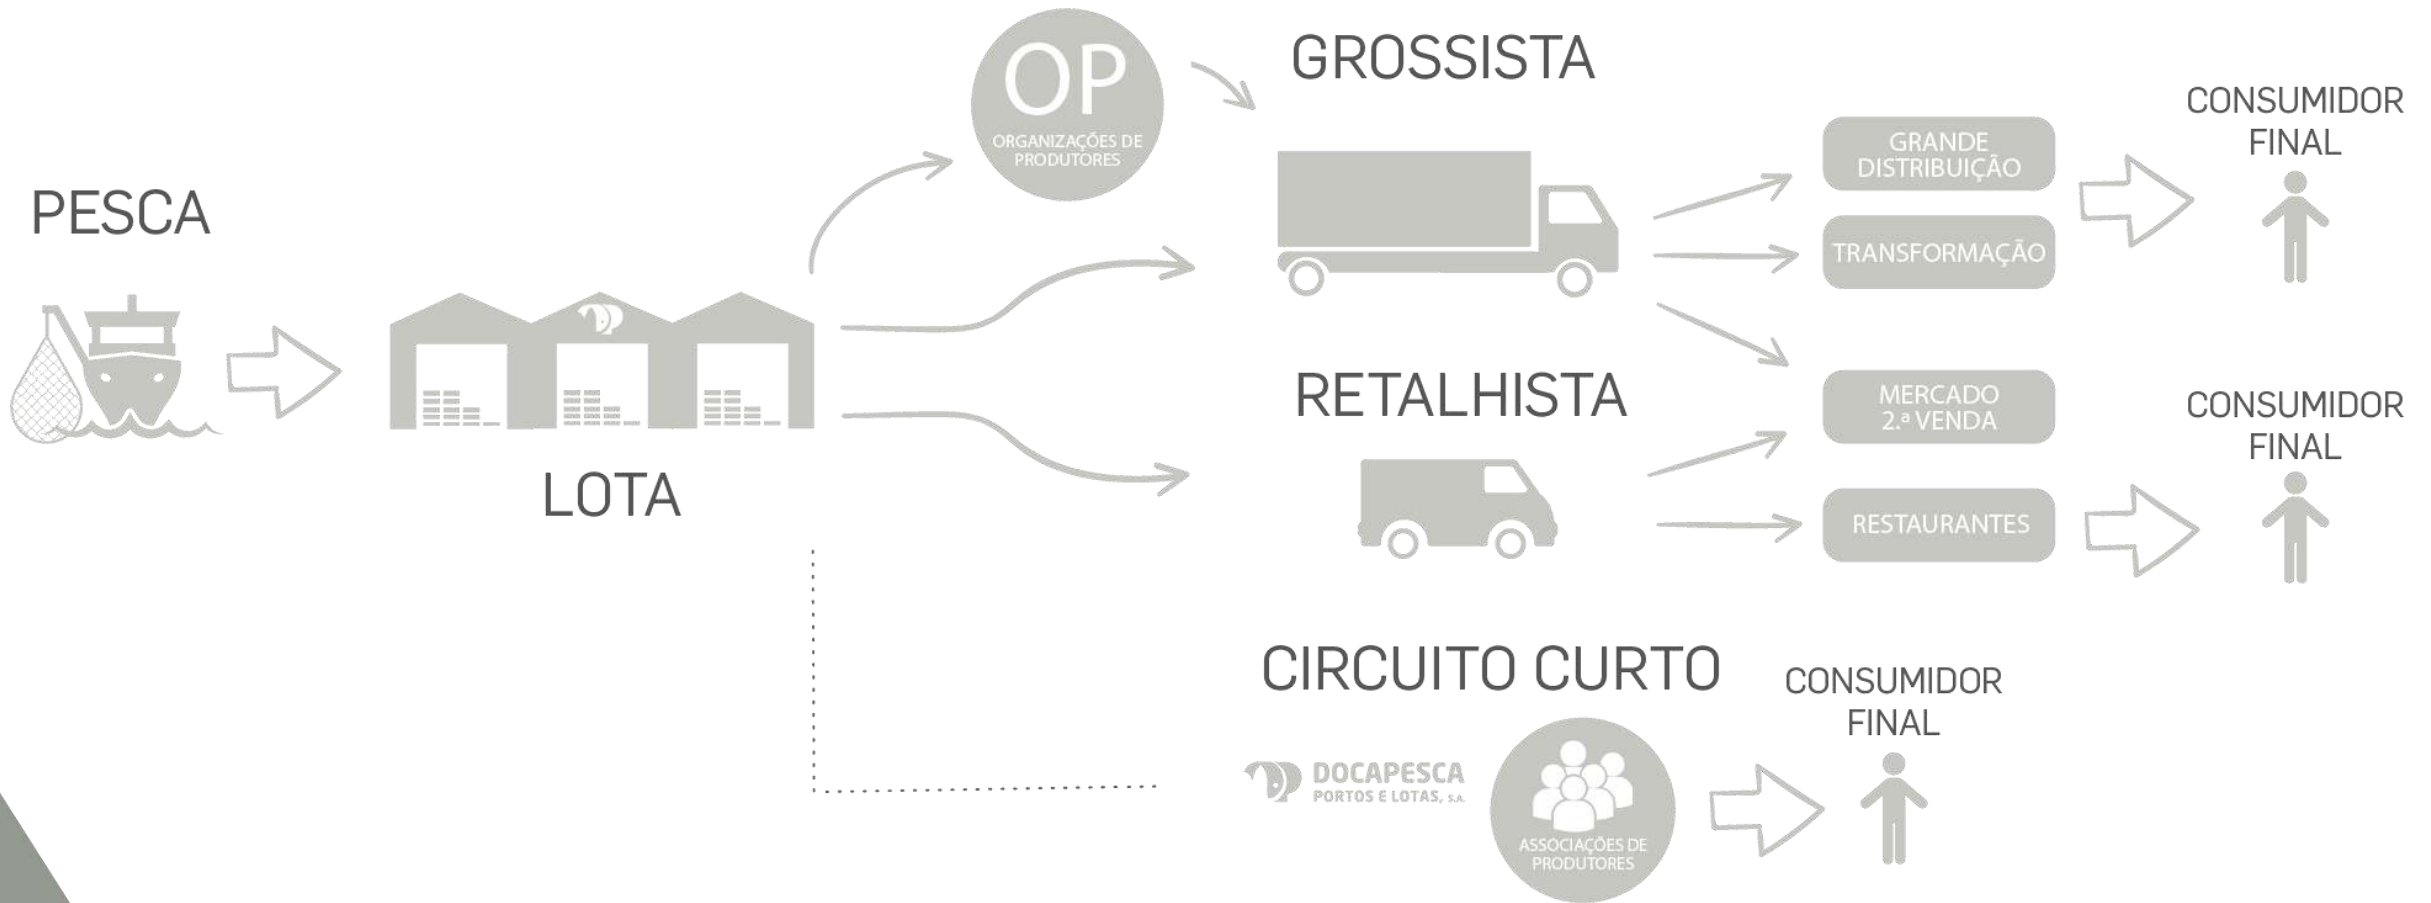 PESCA
LOTA
OP
ORGANIZAÇÕES DE
PRODUTORES
GROSSISTA
GRANDE
DISTRIBUIÇÃO
TRANSFORMAÇÃO
CONSUMIDOR
FINAL
RETALHISTA
MERCADO
2.ª VENDA
RESTAURANTES
CONSUMIDOR
FINAL
CIRCUITO CURTO
DOCAPESCA
PORTOS E LOTAS, S.A.
ASSOCIAÇÕES DE
PRODUTORES
CONSUMIDOR
FINAL